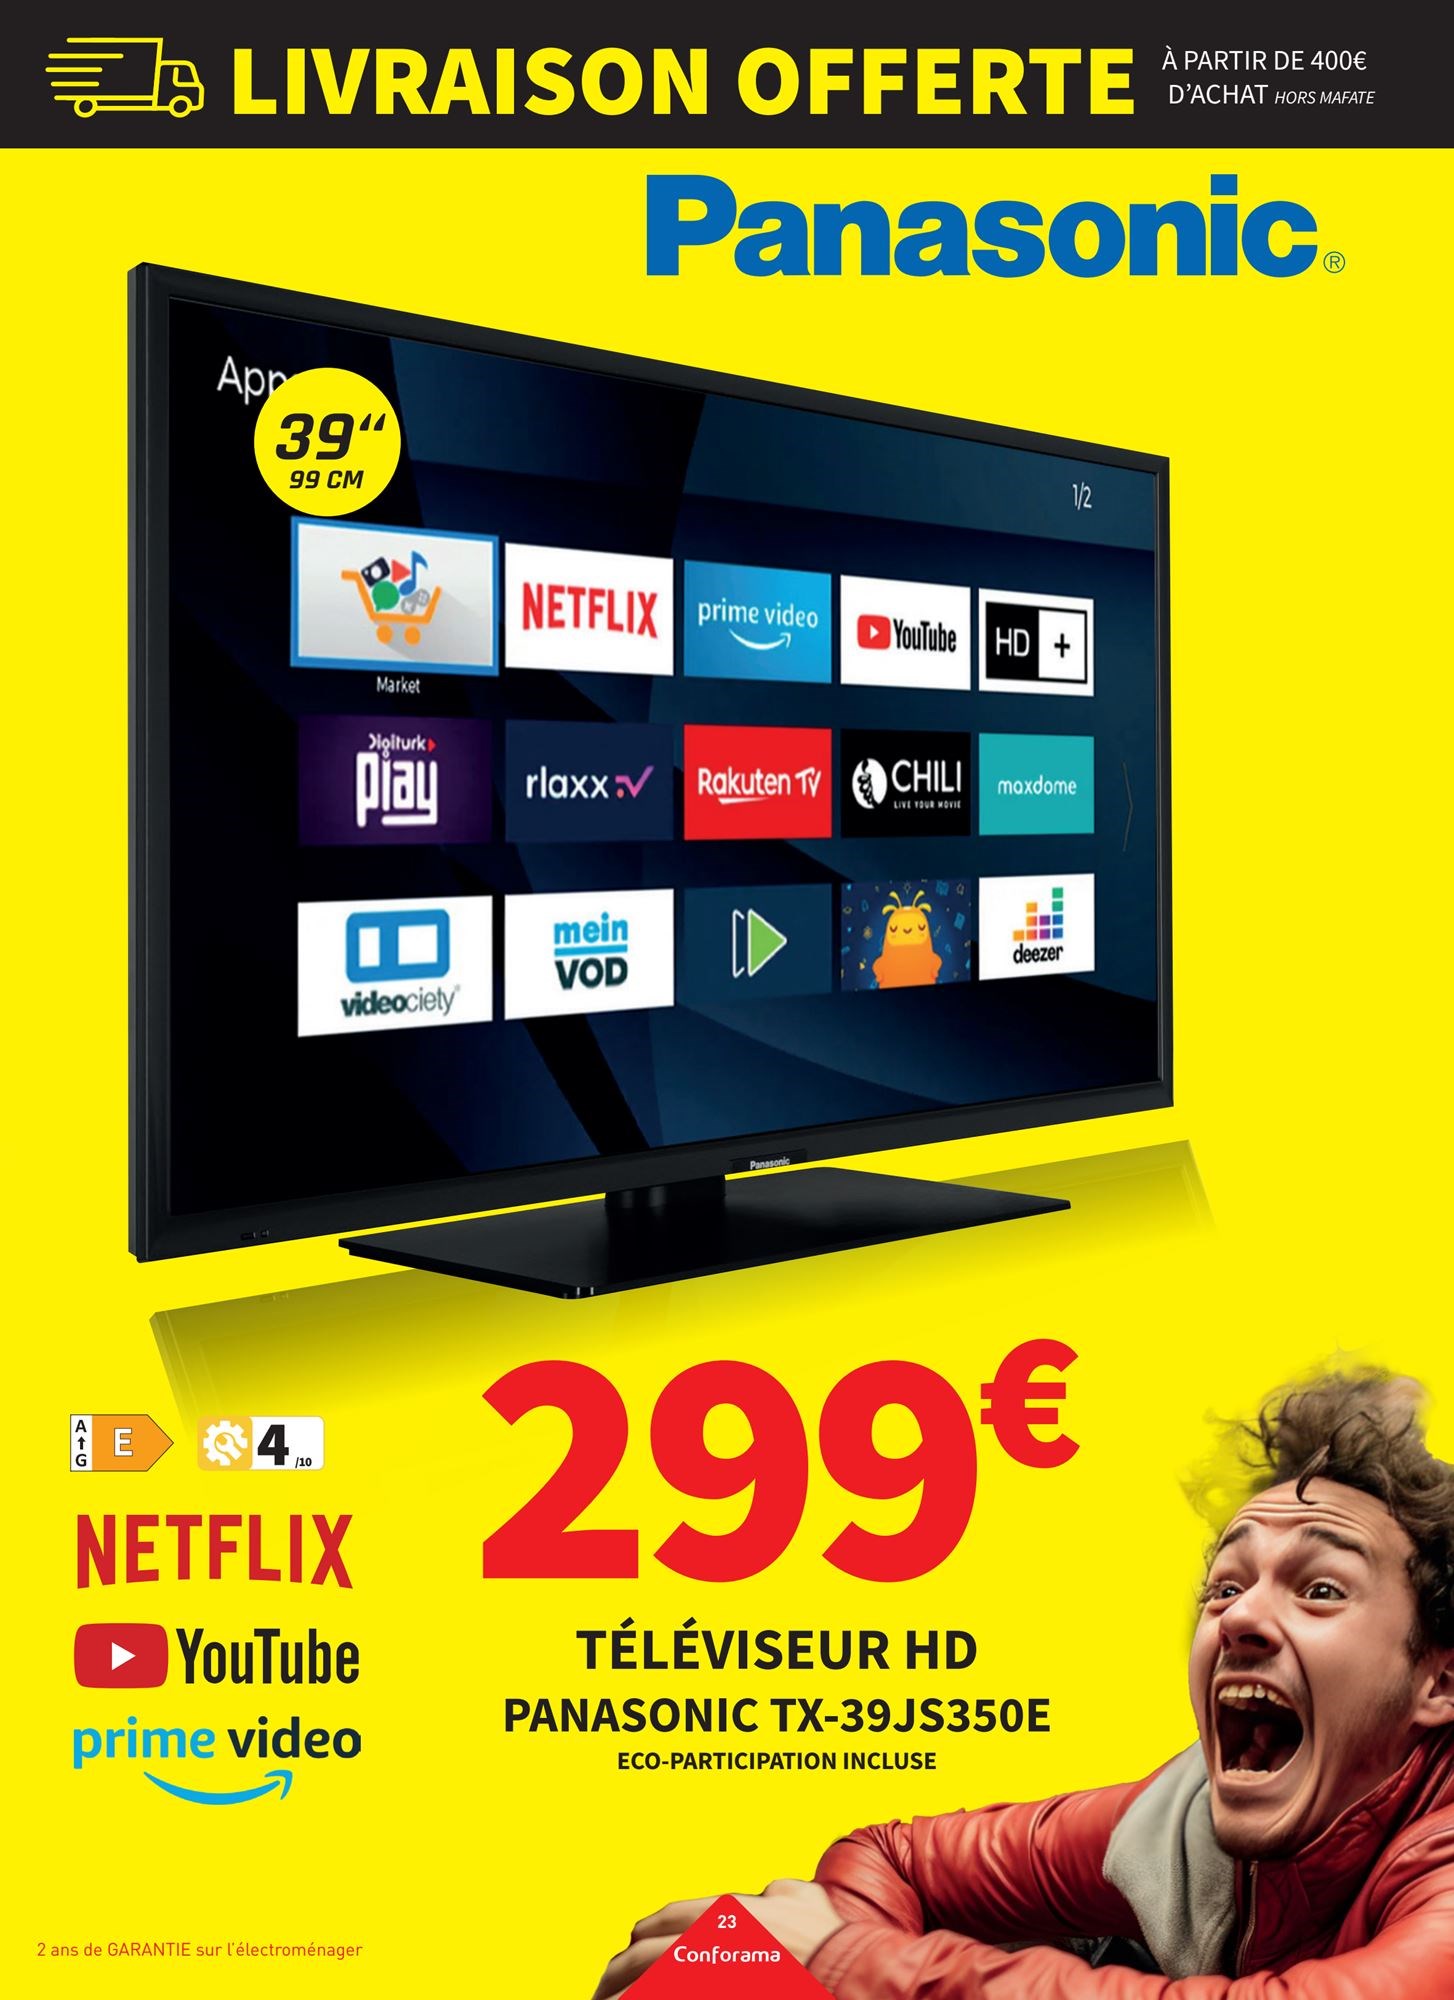 LIVRAISON OFFERTE
À PARTIR DE 400€
D'ACHAT HORS MAFATE
Panasonic®
App
39"
99 CM
1/2
NETFLIX
prime video
YouTube
HD +
Market
Digiturk
play
rlaxx
Rakuten TV
CHILI
LIVE YOUR MOVIE
maxdome
videociety
mein
VOD
deezer
Panasonic
299€
A
G
E
4/10
NETFLIX
YouTube
prime video
TÉLÉVISEUR HD
PANASONIC TX-39JS350E
ECO-PARTICIPATION INCLUSE
2 ans de GARANTIE sur l'électroménager
23
Conforama